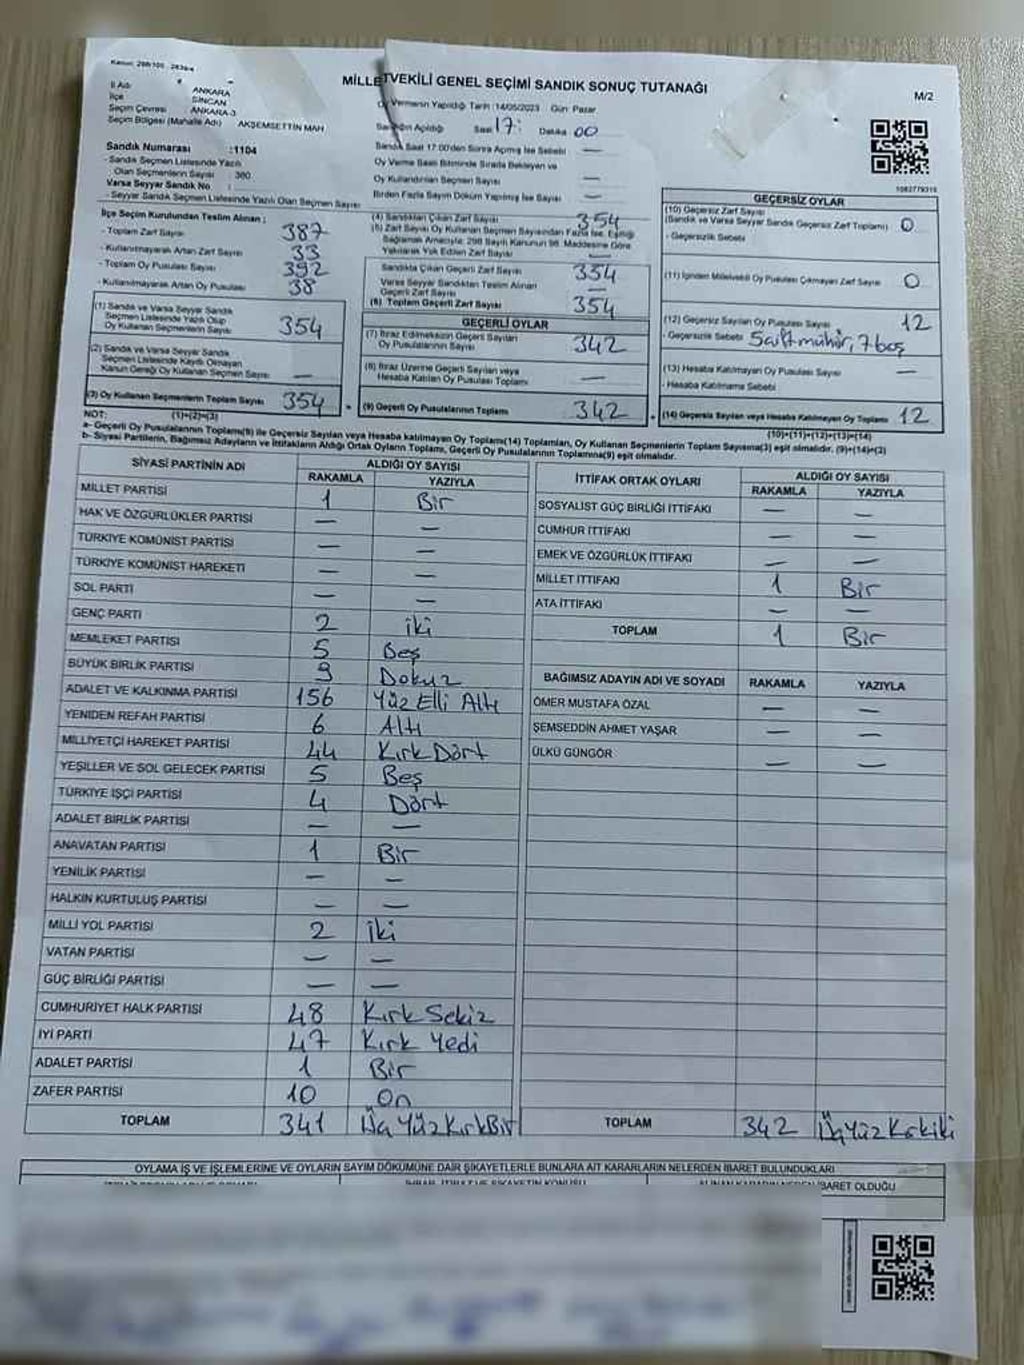 MİLLETVEKİLİ GENEL SEÇİMİ SANDIK SONUÇ TUTANAĞI
M/2
İl Adı : ANKARA
İlçe SİNCAN
Seçim Çevresi : ANKARA-3
Seçim Bölgesi (Mahalle Adı) AKŞEMSETTİN MAH
Oy Vermenin Yapıldığı Tarih :14/05/2023 Gün: Pazar
Sandığın Açıldığı Saat 17: Dakika 00
Sandık Numarası :1104
- Sandık Seçmen Listesinde Yazılı
Olan Seçmenlerin Sayısı : 380
Varsa Seyyar Sandık No :
- Seyyar Sandık Seçmen Listesinde Yazılı Olan Seçmen Sayısı
Sandık Saat 17:00'den Sonra Açılmış İse Sebebi —
Oy Verme Saati Bitiminde Sırada Bekleyen ve
Oy Kullandırılan Seçmen Sayısı —
Birden Fazla Sayım Döküm Yapılmış İse Sayısı —
1082779316
İlçe Seçim Kurulundan Teslim Alınan :
- Toplam Zarf Sayısı 387
- Kullanılmayarak Artan Zarf Sayısı 33
- Toplam Oy Pusulası Sayısı 392
- Kullanılmayarak Artan Oy Pusulası 38
(1) Sandık ve Varsa Seyyar Sandık
Seçmen Listesinde Yazılı Olup
Oy Kullanan Seçmenlerin Sayısı 354
(2) Sandık ve Varsa Seyyar Sandık
Seçmen Listesinde Kayıtlı Olmayan
Kanun Gereği Oy Kullanan Seçmen Sayısı —
(3) Oy Kullanan Seçmenlerin Toplam Sayısı 354
(1)+(2)=(3)
(4) Sandıktan Çıkan Zarf Sayısı 354
(5) Zarf Sayısı Oy Kullanan Seçmen Sayısından Fazla İse, Eşitliği
Sağlamak Amacıyla; 298 Sayılı Kanunun 98. Maddesine Göre
Yakılarak Yok Edilen Zarf Sayısı —
Sandıkta Çıkan Geçerli Zarf Sayısı 354
Varsa Seyyar Sandıktan Teslim Alınan
Geçerli Zarf Sayısı —
(6) Toplam Geçerli Zarf Sayısı 354
GEÇERLİ OYLAR
(7) İtiraz Edilmeksizin Geçerli Sayılan
Oy Pusulalarının Sayısı 342
(8) İtiraz Üzerine Geçerli Sayılan veya
Hesaba Katılan Oy Pusulaları Toplamı —
(9) Geçerli Oy Pusulalarının Toplamı 342
GEÇERSİZ OYLAR
(10) Geçersiz Zarf Sayısı
(Sandık ve Varsa Seyyar Sandık Geçersiz Zarf Toplamı) 0
- Geçersizlik Sebebi
(11) İçinden Milletvekili Oy Pusulası Çıkmayan Zarf Sayısı 0
(12) Geçersiz Sayılan Oy Pusulası Sayısı 12
- Geçersizlik Sebebi 5 çift mühür, 7 boş
(13) Hesaba Katılmayan Oy Pusulası Sayısı —
- Hesaba Katılmama Sebebi
(14) Geçersiz Sayılan veya Hesaba Katılmayan Oy Toplamı 12
(10)+(11)+(12)+(13)=(14)
NOT:
a- Geçerli Oy Pusulalarının Toplamı(9) ile Geçersiz Sayılan veya Hesaba katılmayan Oy Toplamı(14) Toplamları, Oy Kullanan Seçmenlerin Toplam Sayısına(3) eşit olmalıdır. (9)+(14)=(3)
b- Siyasi Partilerin, Bağımsız Adayların ve İttifakların Aldığı Oyların Toplamı, Geçerli Oy Pusulalarının Toplamına(9) eşit olmalıdır.
SİYASİ PARTİNİN ADI ALDIĞI OY SAYISI
RAKAMLA YAZIYLA
MİLLET PARTİSİ 1 Bir
HAK VE ÖZGÜRLÜKLER PARTİSİ — —
TÜRKİYE KOMÜNİST PARTİSİ — —
TÜRKİYE KOMÜNİST HAREKETİ — —
SOL PARTİ — —
GENÇ PARTİ 2 iki
MEMLEKET PARTİSİ 5 Beş
BÜYÜK BİRLİK PARTİSİ 9 Dokuz
ADALET VE KALKINMA PARTİSİ 156 Yüz Elli Altı
YENİDEN REFAH PARTİSİ 6 Altı
MİLLİYETÇİ HAREKET PARTİSİ 44 Kırk Dört
YEŞİLLER VE SOL GELECEK PARTİSİ 5 Beş
TÜRKİYE İŞÇİ PARTİSİ 4 Dört
ADALET BİRLİK PARTİSİ — —
ANAVATAN PARTİSİ 1 Bir
YENİLİK PARTİSİ — —
HALKIN KURTULUŞ PARTİSİ — —
MİLLİ YOL PARTİSİ 2 İki
VATAN PARTİSİ — —
GÜÇ BİRLİĞİ PARTİSİ — —
CUMHURİYET HALK PARTİSİ 48 Kırk Sekiz
İYİ PARTİ 47 Kırk Yedi
ADALET PARTİSİ 1 Bir
ZAFER PARTİSİ 10 On
TOPLAM 341 Üç Yüz Kırk Bir
İTTİFAK ORTAK OYLARI ALDIĞI OY SAYISI
RAKAMLA YAZIYLA
SOSYALİST GÜÇ BİRLİĞİ İTTİFAKI — —
CUMHUR İTTİFAKI — —
EMEK VE ÖZGÜRLÜK İTTİFAKI — —
MİLLET İTTİFAKI 1 Bir
ATA İTTİFAKI — —
TOPLAM 1 Bir
BAĞIMSIZ ADAYIN ADI VE SOYADI RAKAMLA YAZIYLA
ÖMER MUSTAFA ÖZAL — —
ŞEMSEDDİN AHMET YAŞAR — —
ÜLKÜ GÜNGÖR — —
TOPLAM 342 Üç Yüz Kırk iki
OYLAMA İŞ VE İŞLEMLERİNE VE OYLARIN SAYIM DÖKÜMÜNE DAİR ŞİKAYETLERLE BUNLARA AİT KARARLARIN NELERDEN İBARET BULUNDUKLARI
İBARET OLDUĞU